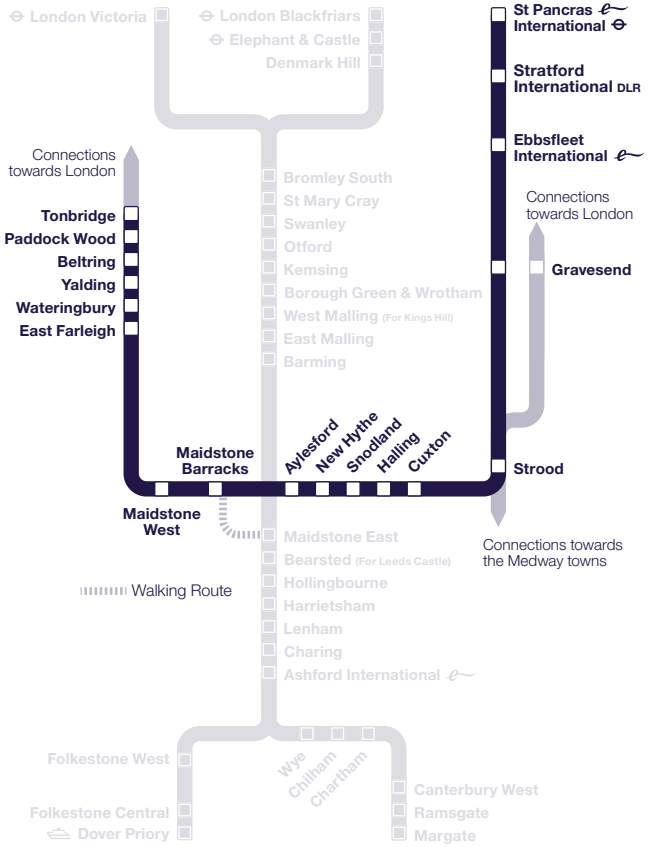 London Victoria
London Blackfriars
Elephant & Castle
Denmark Hill
St Pancras
International
Stratford
International DLR
Ebbsfleet
International
Connections
towards London
Tonbridge
Paddock Wood
Beltring
Yalding
Wateringbury
East Farleigh
Bromley South
St Mary Cray
Swanley
Otford
Kemsing
Borough Green & Wrotham
West Malling (For Kings Hill)
East Malling
Barming
Connections
towards London
Gravesend
Maidstone
West
Maidstone
Barracks
Aylesford
New Hythe
Snodland
Halling
Cuxton
Strood
Connections towards
the Medway towns
Walking Route
Maidstone East
Bearsted (For Leeds Castle)
Hollingbourne
Harrietsham
Lenham
Charing
Ashford International
Folkestone West
Folkestone Central
Dover Priory
Wye
Chilham
Chartham
Canterbury West
Ramsgate
Margate